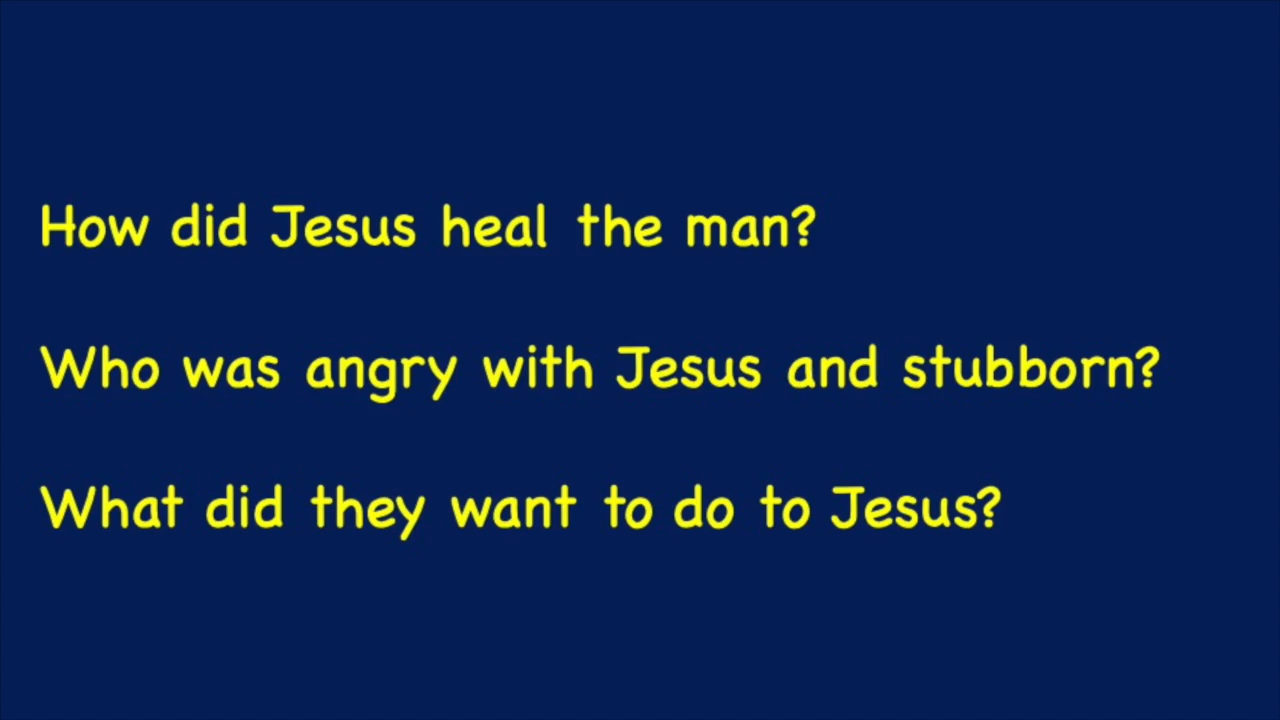 How did Jesus heal the man?
Who was angry with Jesus and stubborn?
What did they want to do to Jesus?